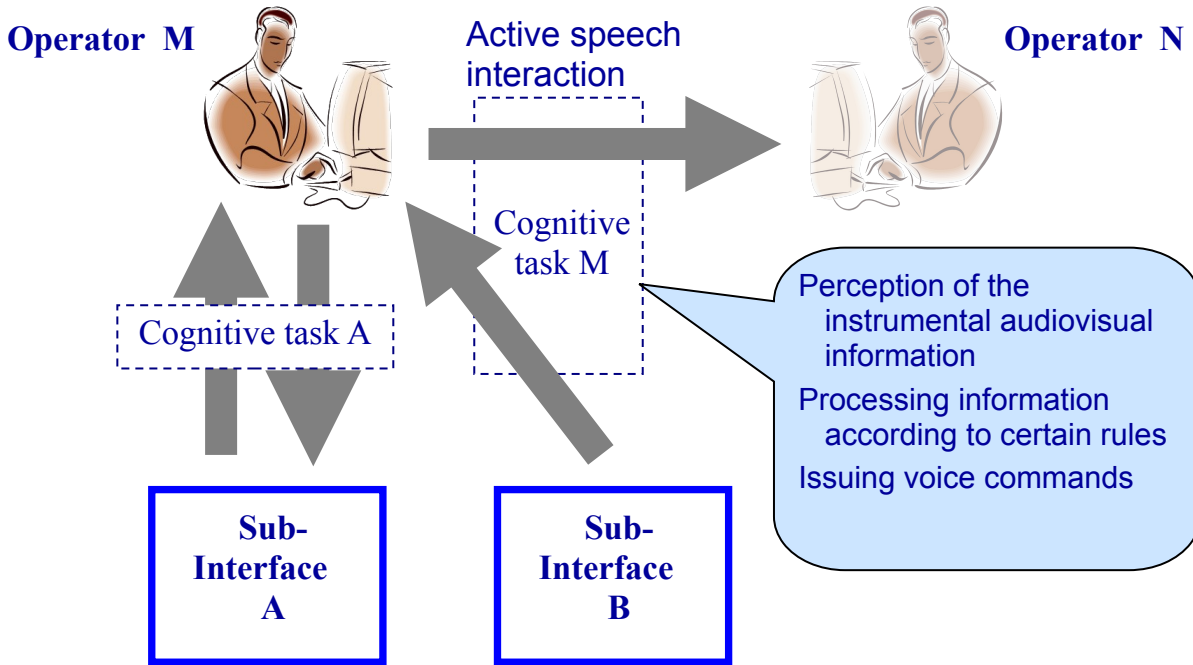 Operator M
Active speech
interaction
Operator N
Cognitive
task M
Cognitive task A
Perception of the
instrumental audiovisual
information
Processing information
according to certain rules
Issuing voice commands
Sub-
Interface
A
Sub-
Interface
B